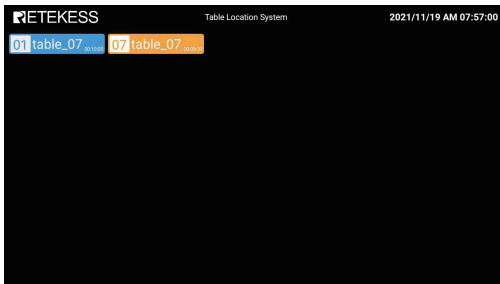 RETEKESS
Table Location System
2021/11/19 AM 07:57:00
01 table_07
07 table_07